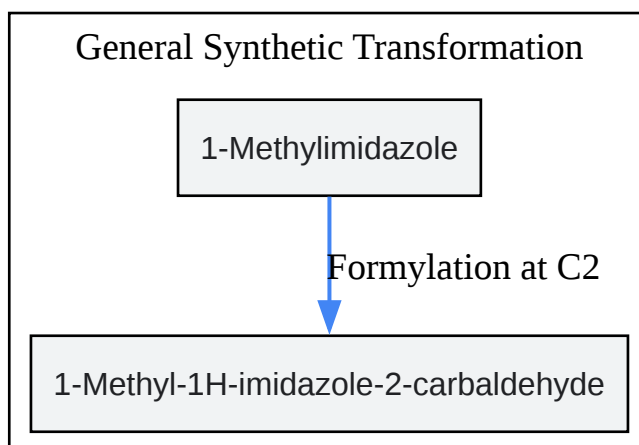 General Synthetic Transformation
1-Methylimidazole
Formylation at C2
1-Methyl-1H-imidazole-2-carbaldehyde